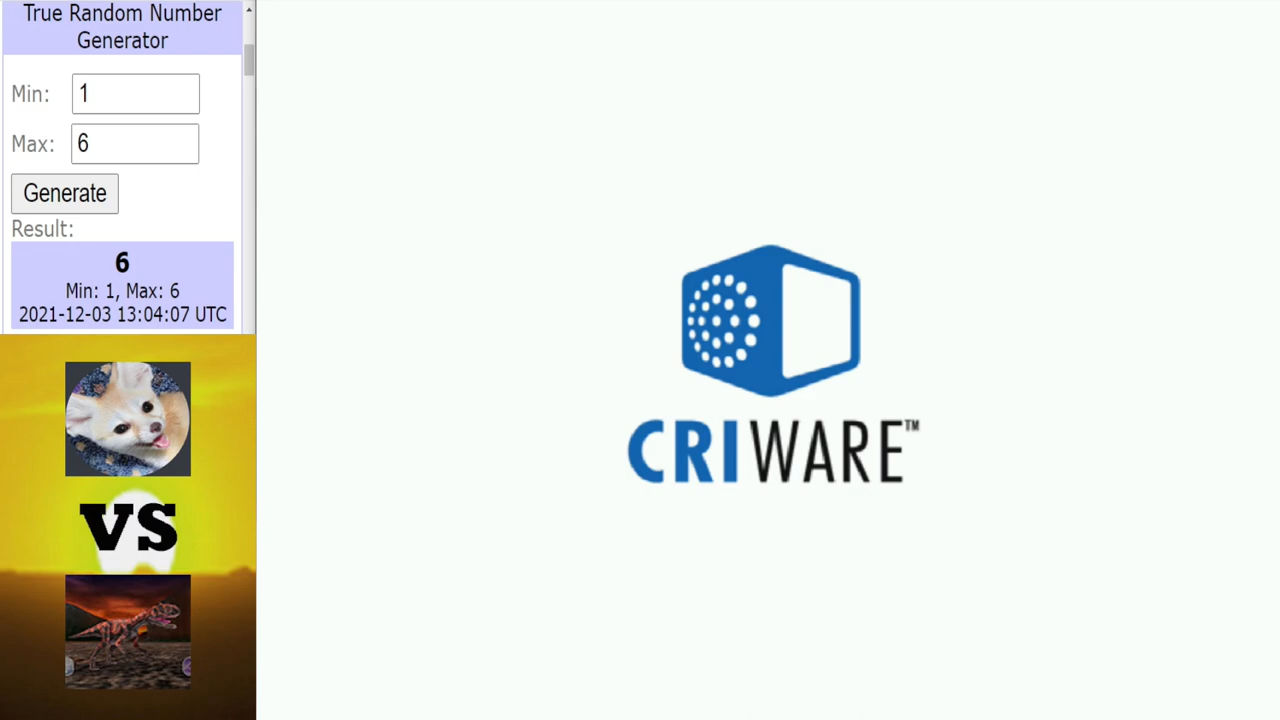 True Random Number
Generator
Min: 1
Max: 6
Generate
Result:
6
Min: 1, Max: 6
2021-12-03 13:04:07 UTC
VS
CRIWARE™